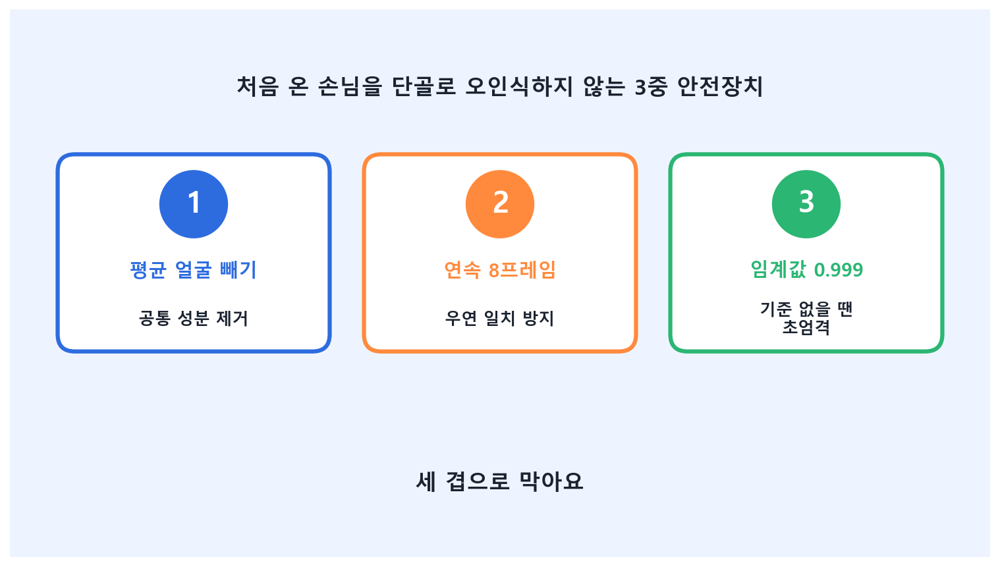 처음 온 손님을 단골로 오인식하지 않는 3중 안전장치
1
평균 얼굴 빼기
공통 성분 제거
2
연속 8프레임
우연 일치 방지
3
임계값 0.999
기준 없을 땐
초엄격
세 겹으로 막아요